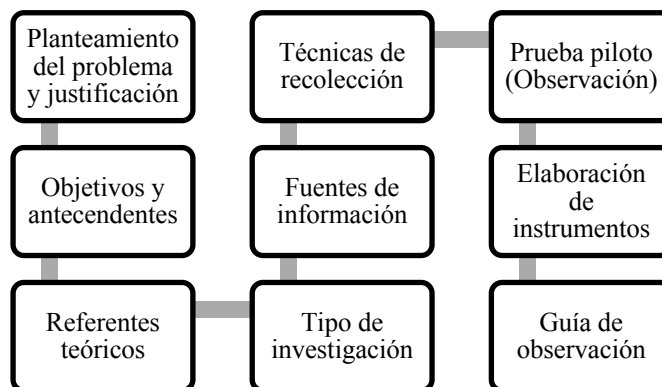 Planteamiento
del problema
y justificación
Objetivos y
antecendentes
Referentes
teóricos
Tipo de
investigación
Fuentes de
información
Técnicas de
recolección
Prueba piloto
(Observación)
Elaboración
de
instrumentos
Guía de
observación